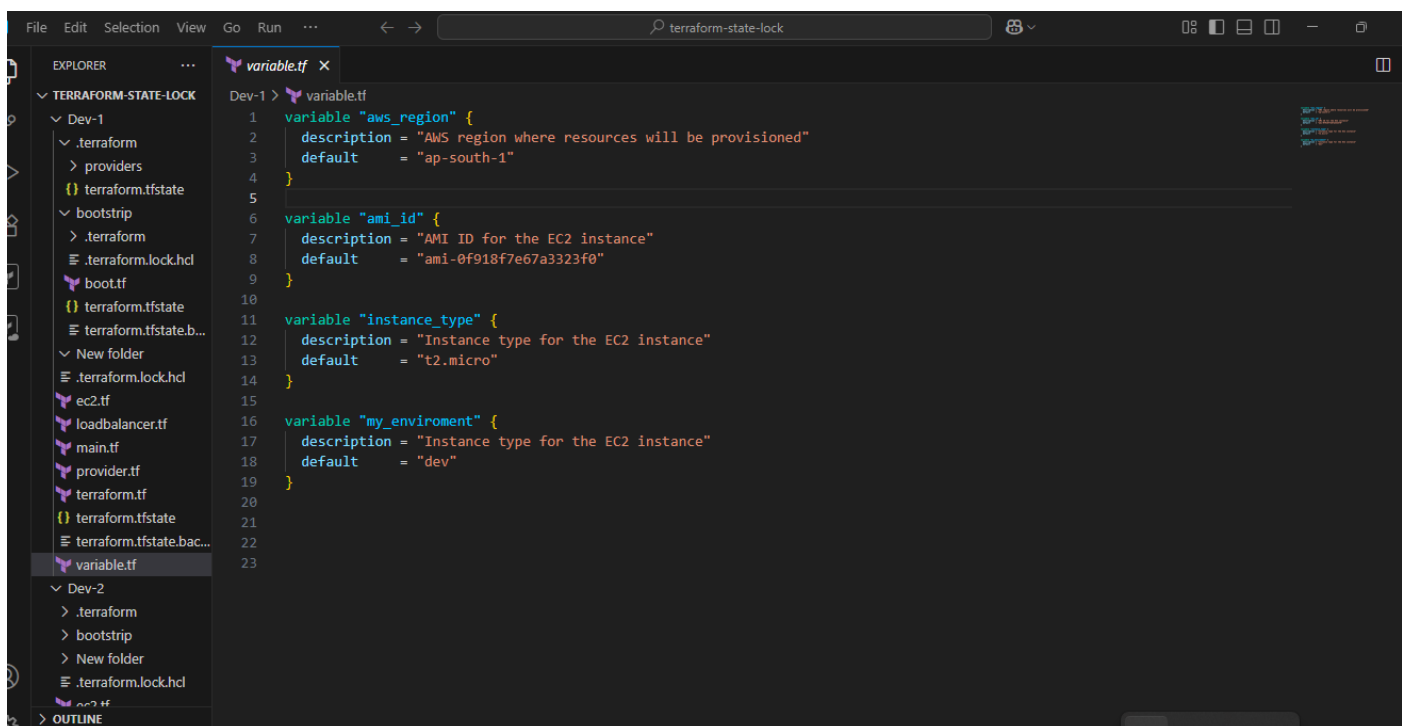 File Edit Selection View Go Run ...
terraform-state-lock
EXPLORER ...
TERRAFORM-STATE-LOCK
Dev-1
.terraform
providers
{} terraform.tfstate
bootstrip
.terraform
.terraform.lock.hcl
boot.tf
{} terraform.tfstate
terraform.tfstate.b...
New folder
.terraform.lock.hcl
ec2.tf
loadbalancer.tf
main.tf
provider.tf
terraform.tf
{} terraform.tfstate
terraform.tfstate.bac...
variable.tf
Dev-2
.terraform
bootstrip
New folder
.terraform.lock.hcl
ec2.tf
OUTLINE
variable.tf
Dev-1 > variable.tf
1 variable "aws_region" {
2 description = "AWS region where resources will be provisioned"
3 default = "ap-south-1"
4 }
5
6 variable "ami_id" {
7 description = "AMI ID for the EC2 instance"
8 default = "ami-0f918f7e67a3323f0"
9 }
10
11 variable "instance_type" {
12 description = "Instance type for the EC2 instance"
13 default = "t2.micro"
14 }
15
16 variable "my_enviroment" {
17 description = "Instance type for the EC2 instance"
18 default = "dev"
19 }
20
21
22
23